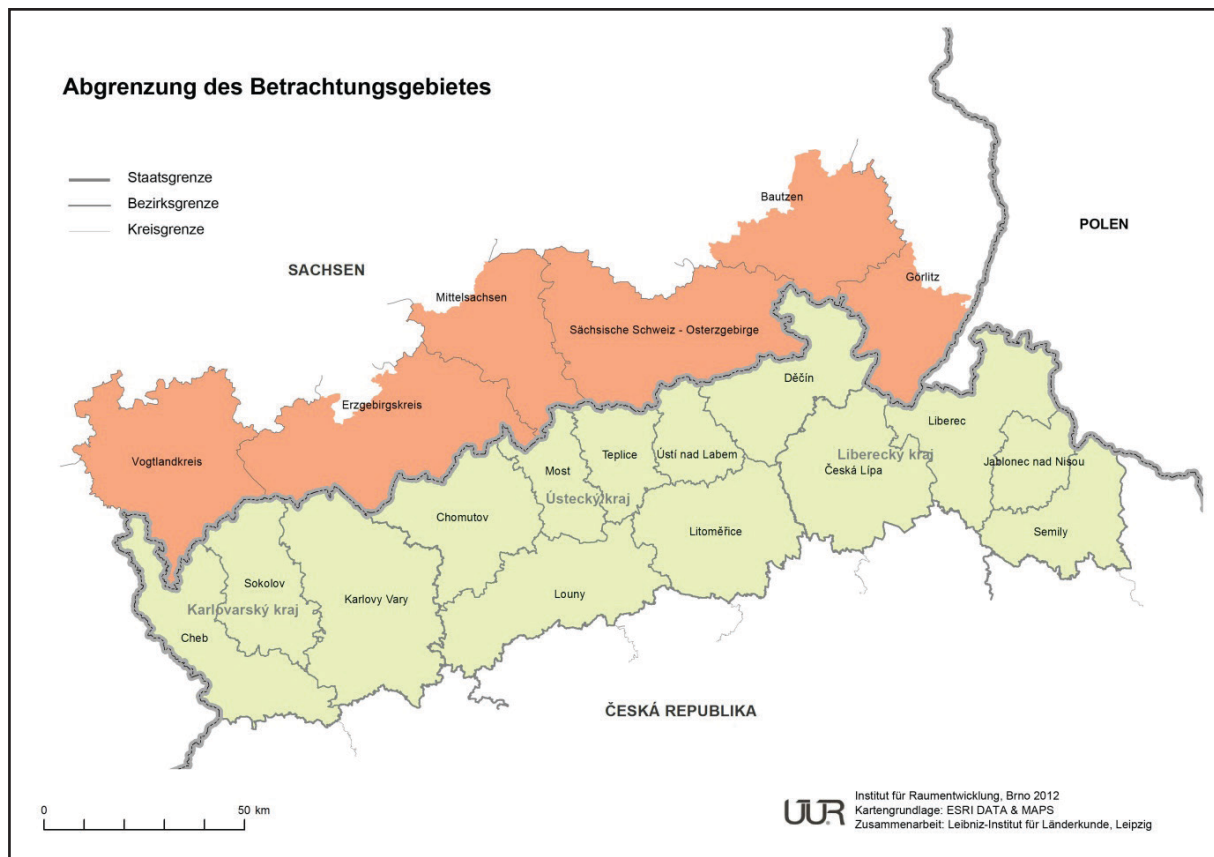 Abgrenzung des Betrachtungsgebietes
Staatsgrenze
Bezirksgrenze
Kreisgrenze
SACHSEN
POLEN
Bautzen
Görlitz
Mittelsachsen
Sächsische Schweiz - Osterzgebirge
Erzgebirgskreis
Vogtlandkreis
Děčín
Liberec
Liberecký kraj
Česká Lípa
Jablonec nad Nisou
Semily
Most
Teplice
Ústí nad Labem
Ústecký kraj
Chomutov
Litoměřice
Louny
Sokolov
Karlovy Vary
Karlovarský kraj
Cheb
ČESKÁ REPUBLIKA
0 50 km
ÚÚR
Institut für Raumentwicklung, Brno 2012
Kartengrundlage: ESRI DATA & MAPS
Zusammenarbeit: Leibniz-Institut für Länderkunde, Leipzig